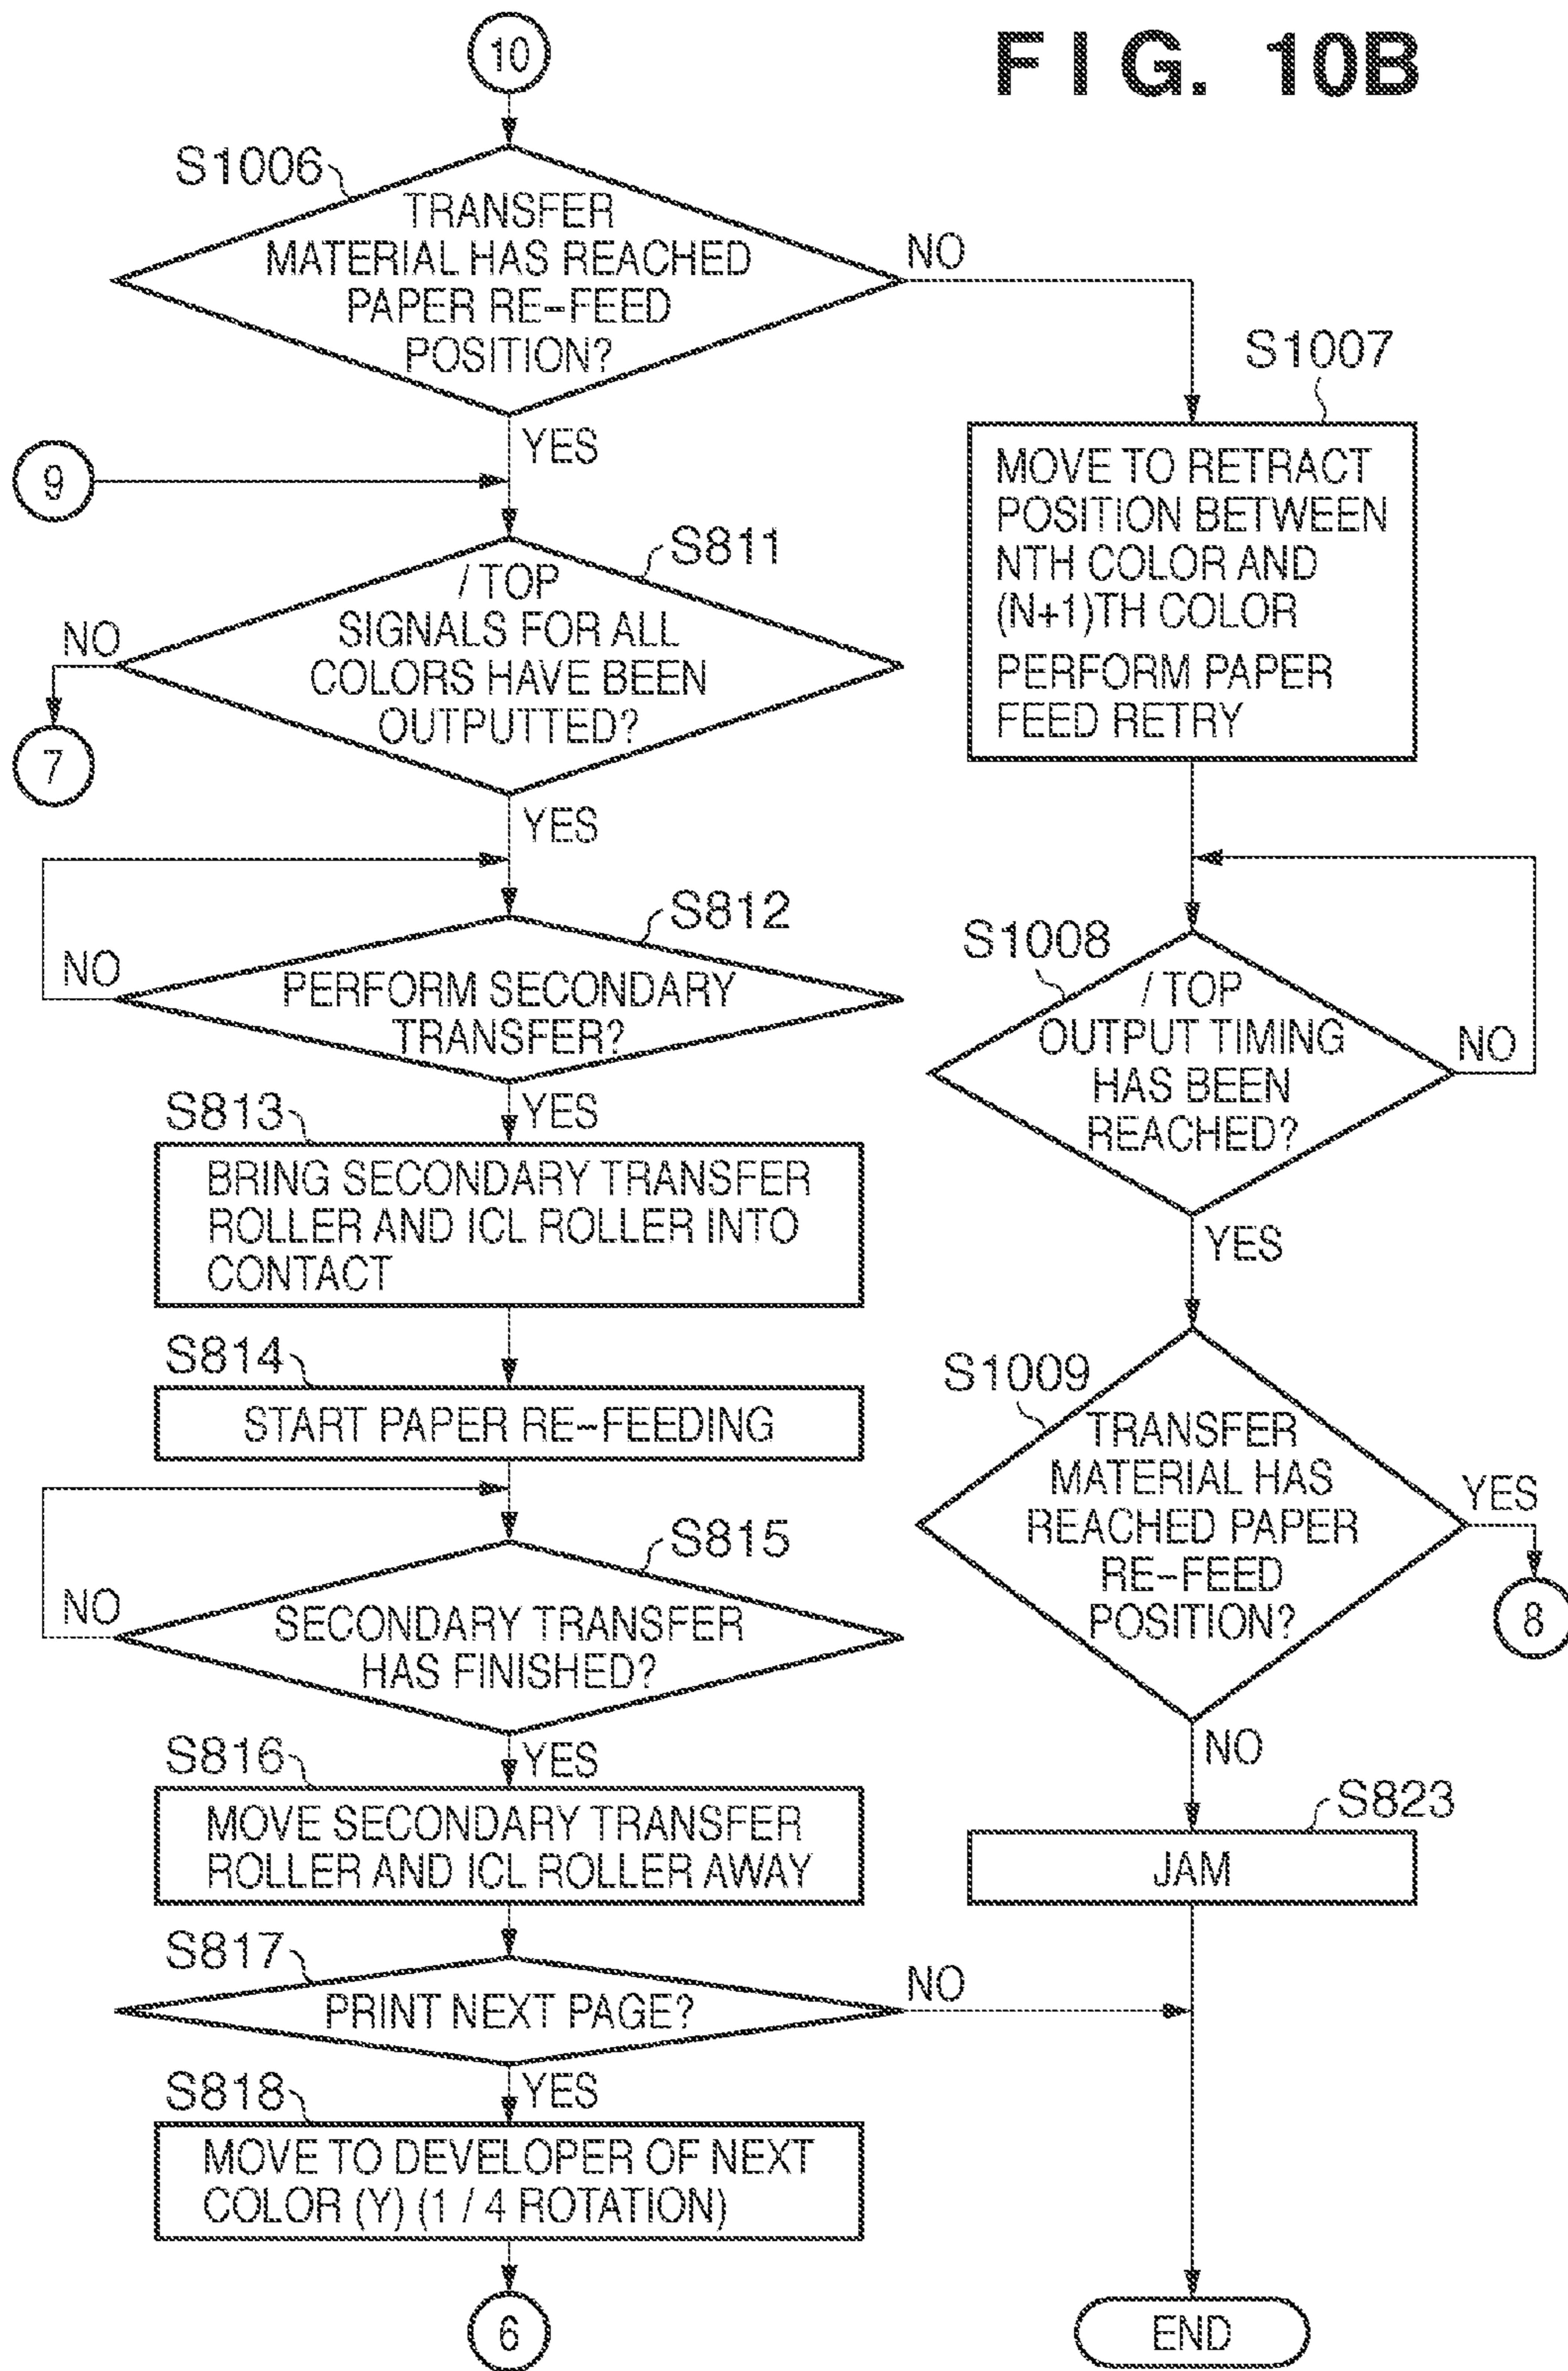 FIG. 10B
10
S1006
TRANSFER
MATERIAL HAS REACHED
PAPER RE-FEED
POSITION?
NO
YES
9
S1007
MOVE TO RETRACT
POSITION BETWEEN
NTH COLOR AND
(N+1)TH COLOR
PERFORM PAPER
FEED RETRY
S811
/ TOP
SIGNALS FOR ALL
COLORS HAVE BEEN
OUTPUTTED?
NO
7
YES
S812
PERFORM SECONDARY
TRANSFER?
NO
YES
S1008
/ TOP
OUTPUT TIMING
HAS BEEN
REACHED?
NO
YES
S813
BRING SECONDARY TRANSFER
ROLLER AND ICL ROLLER INTO
CONTACT
S814
START PAPER RE-FEEDING
S1009
TRANSFER
MATERIAL HAS
REACHED PAPER
RE-FEED
POSITION?
YES
8
NO
S815
SECONDARY TRANSFER
HAS FINISHED?
NO
YES
S816
MOVE SECONDARY TRANSFER
ROLLER AND ICL ROLLER AWAY
S823
JAM
S817
PRINT NEXT PAGE?
NO
YES
S818
MOVE TO DEVELOPER OF NEXT
COLOR (Y) (1 / 4 ROTATION)
6
END